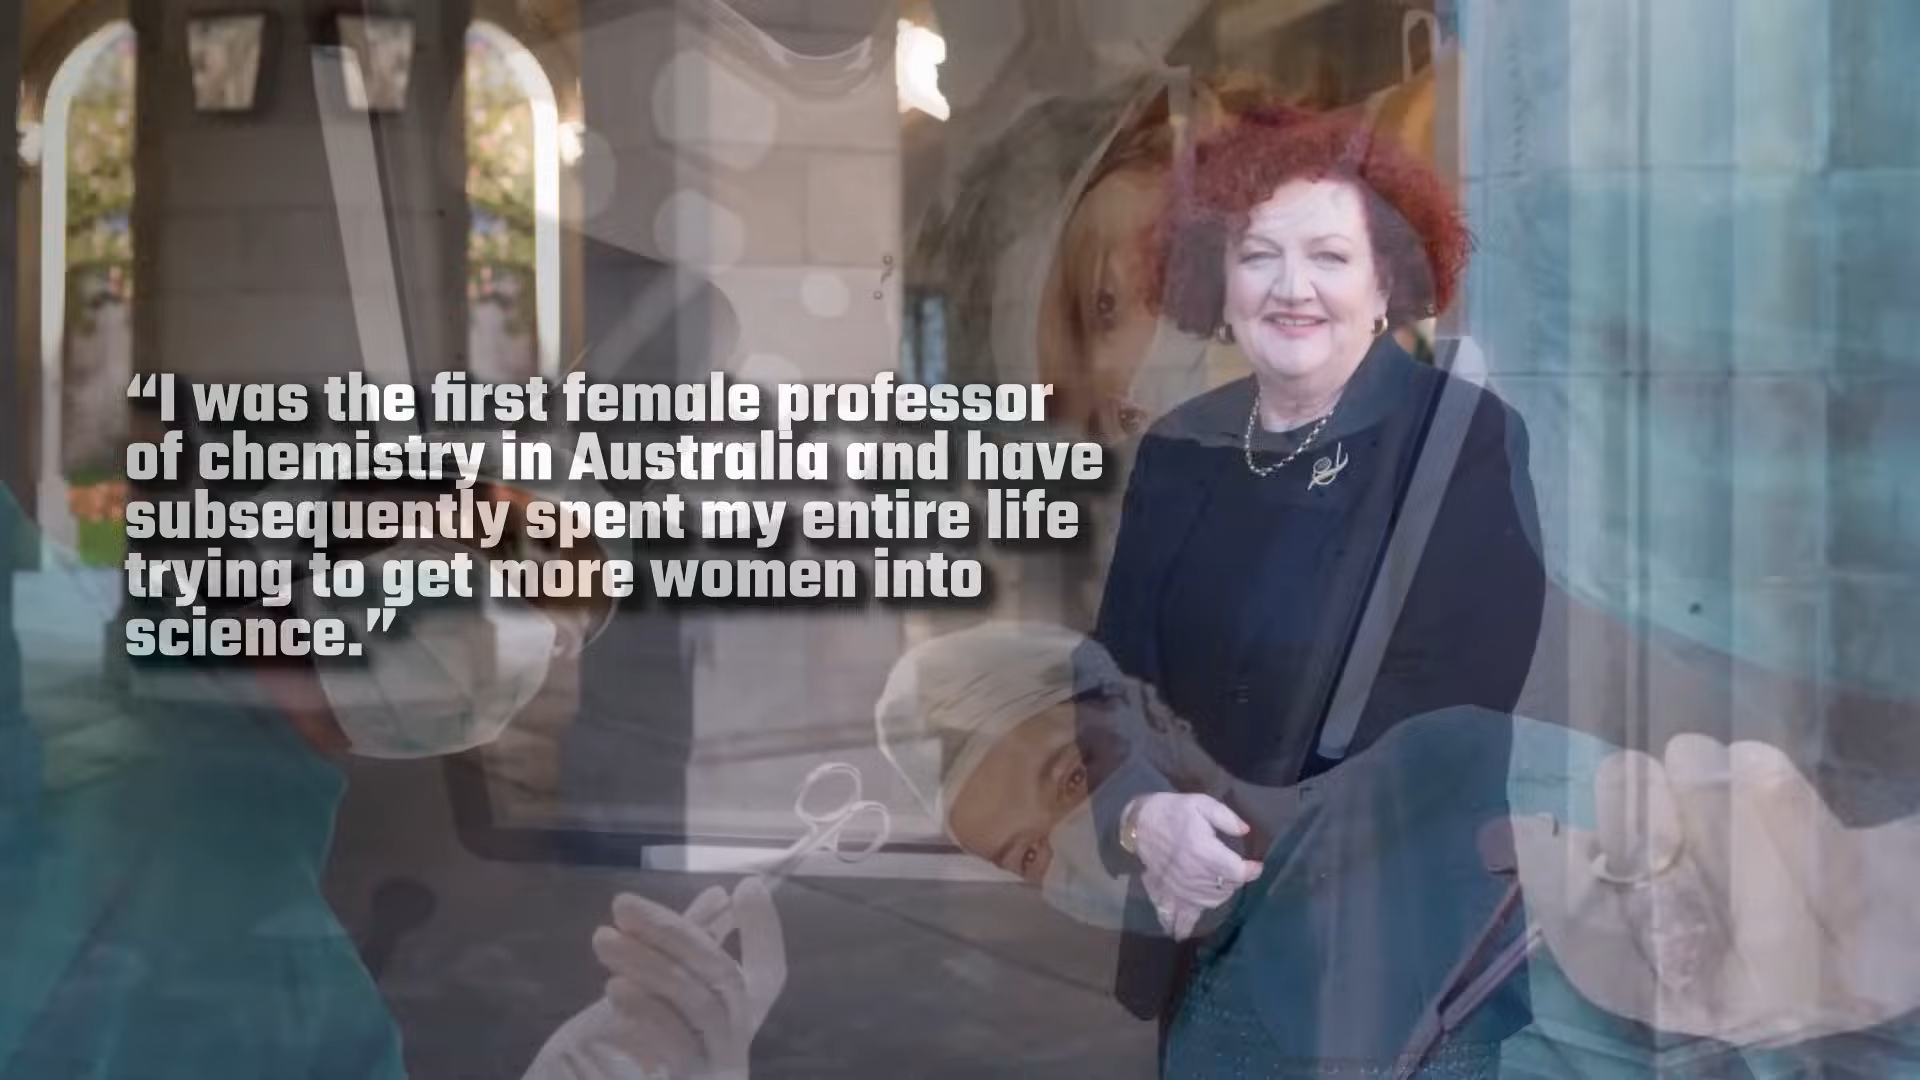 “I was the first female professor
of chemistry in Australia and have
subsequently spent my entire life
trying to get more women into
science.”